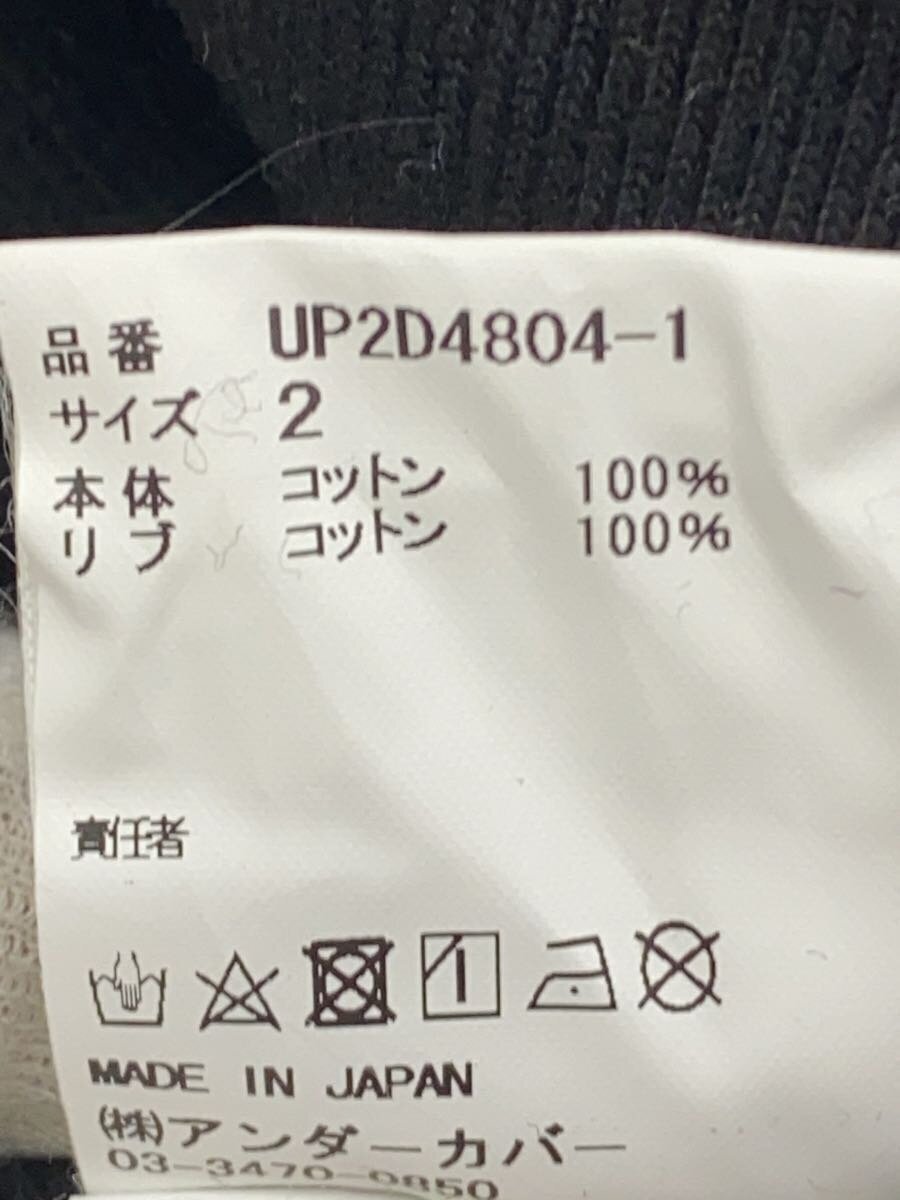 品番 UP2D4804-1
サイズ 2
本体 コットン 100%
リブ コットン 100%
責任者
MADE IN JAPAN
(株)アンダーカバー
03-3470-0850